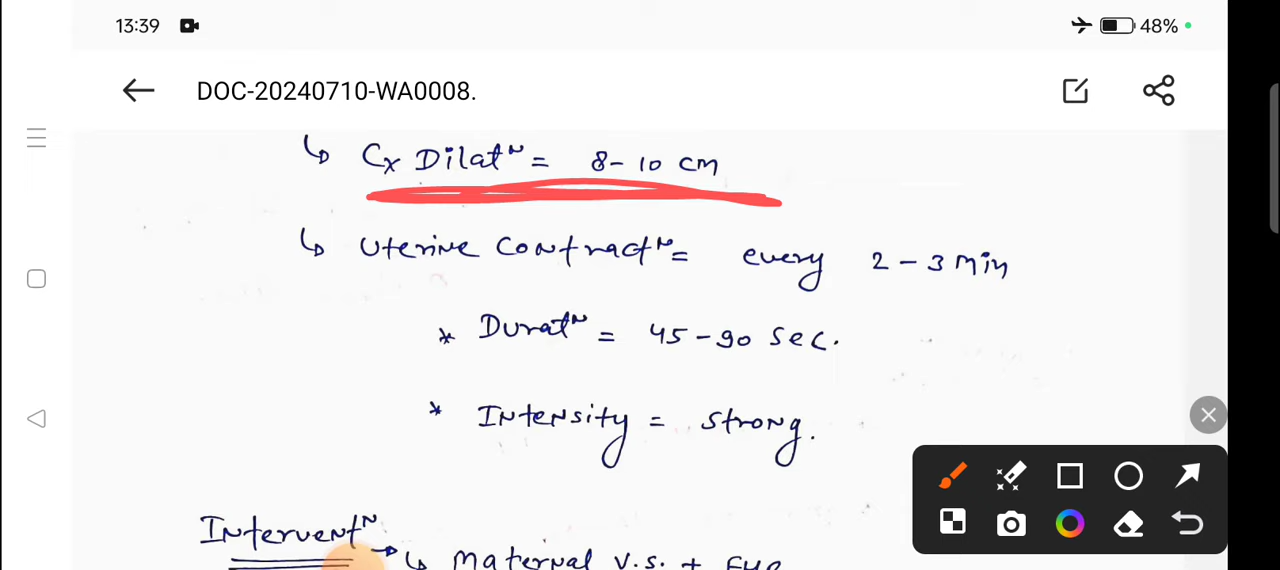 13:39 48%
DOC-20240710-WA0008.
↳ Cx Dilatⁿ = 8-10 cm
↳ Uterine Contractⁿ = every 2-3 min
* Duratⁿ = 45-90 sec.
* Intensity = strong.
Interventⁿ → ↳ maternal v.s. + FHR